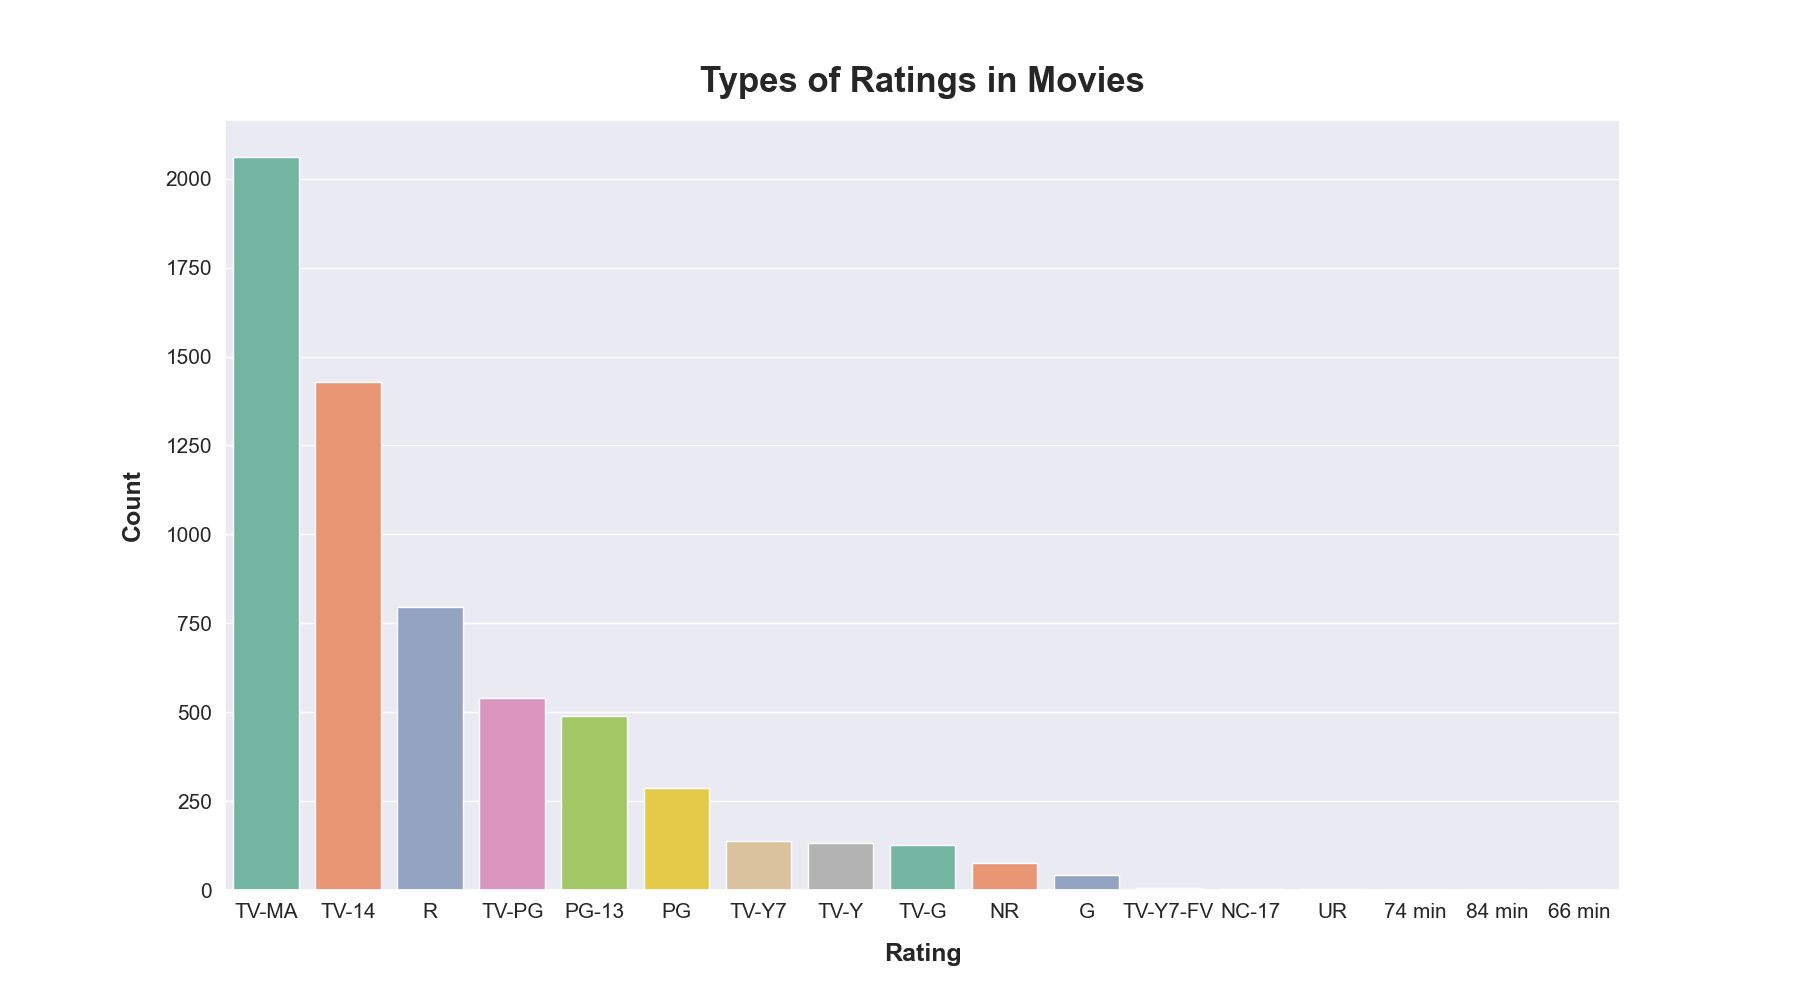 Types of Ratings in Movies
2000
1750
1500
1250
1000
750
500
250
0
Count
TV-MA TV-14 R TV-PG PG-13 PG TV-Y7 TV-Y TV-G NR G TV-Y7-FV NC-17 UR 74 min 84 min 66 min
Rating